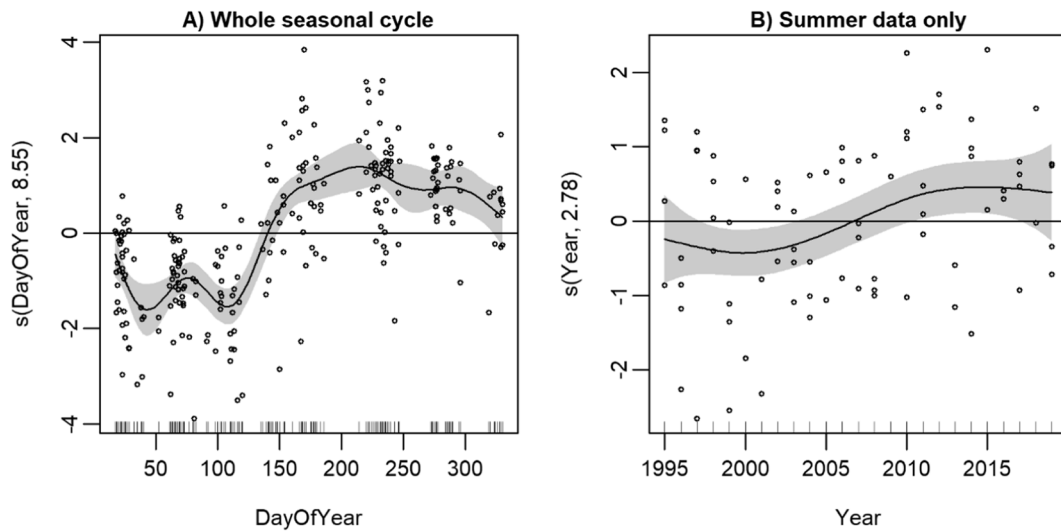 A) Whole seasonal cycle
s(DayOfYear, 8.55)
4
2
0
-2
-4
50 100 150 200 250 300
DayOfYear
B) Summer data only
s(Year, 2.78)
2
1
0
-1
-2
1995 2000 2005 2010 2015
Year